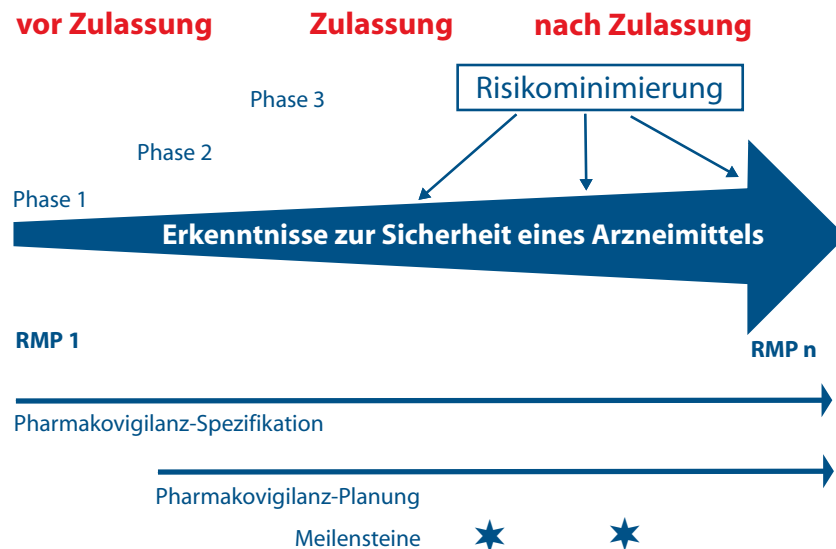 vor Zulassung Zulassung nach Zulassung
Phase 3
Risikominimierung
Phase 2
Phase 1
Erkenntnisse zur Sicherheit eines Arzneimittels
RMP 1
RMP n
Pharmakovigilanz-Spezifikation
Pharmakovigilanz-Planung
Meilensteine